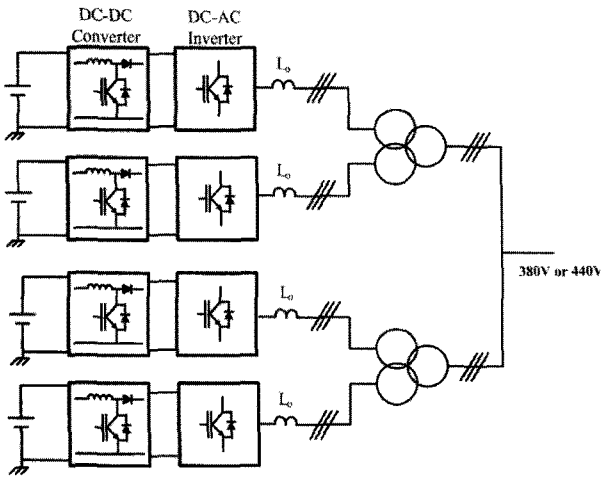 DC-DC
Converter
DC-AC
Inverter
Lo
Lo
Lo
Lo
380V or 440V